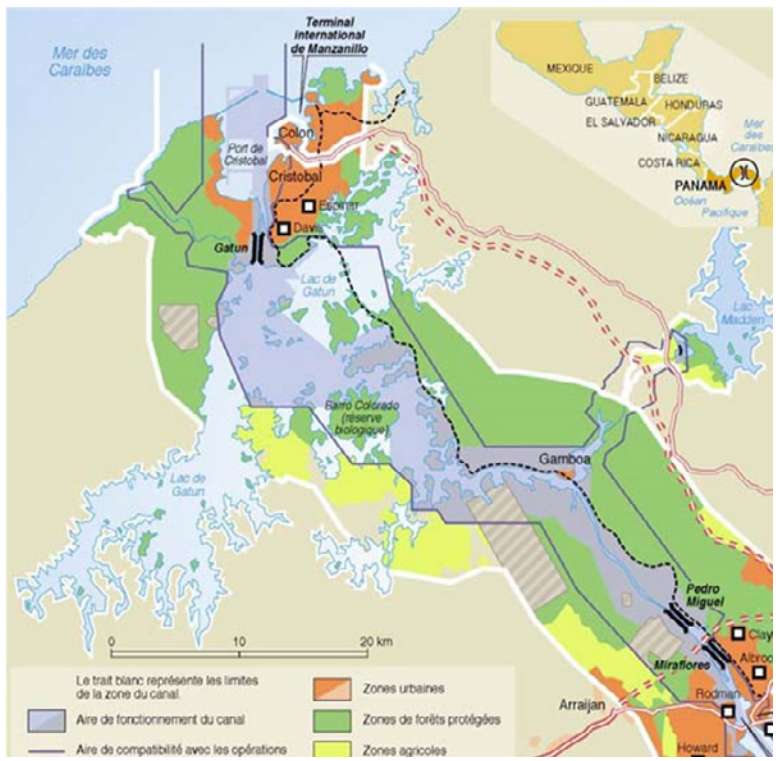 Terminal
international
de Manzanillo
Mer des
Caraïbes
MEXIQUE
BELIZE
GUATEMALA
HONDURAS
EL SALVADOR
NICARAGUA
COSTA RICA
PANAMA
Mer
des
Caraïbes
Océan
Pacifique
Colon
Port de
Cristobal
Cristobal
Espinar
Davis
Gatun
Lac de
Gatun
Lac
Madden
Barro Colorado
(réserve
biologique)
Gamboa
Lac de
Gatun
Pedro
Miguel
Miraflores
Clay
Albroo
Rodman
Arraijan
Howard
0 10 20 km
Le trait blanc représente les limites
de la zone du canal.
Aire de fonctionnement du canal
Aire de compatibilité avec les opérations
Zones urbaines
Zones de forêts protégées
Zones agricoles